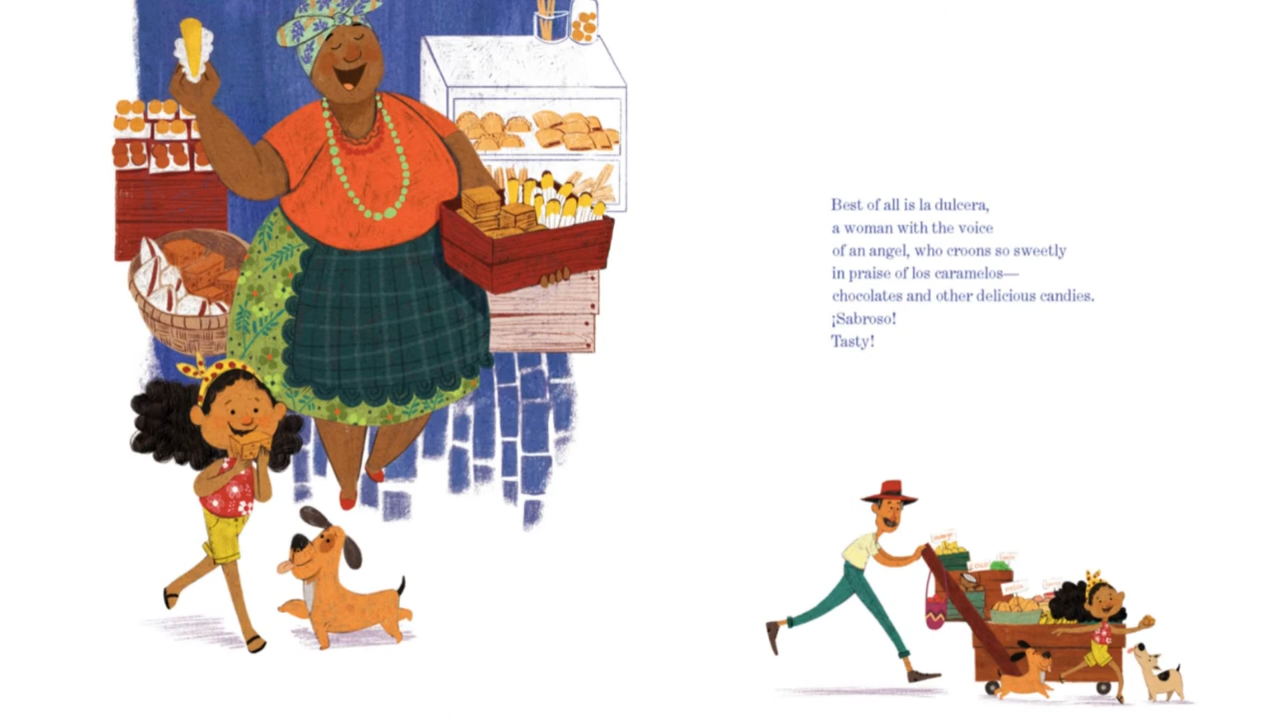 Best of all is la dulcera,
a woman with the voice
of an angel, who croons so sweetly
in praise of los caramelos—
chocolates and other delicious candies.
¡Sabroso!
Tasty!